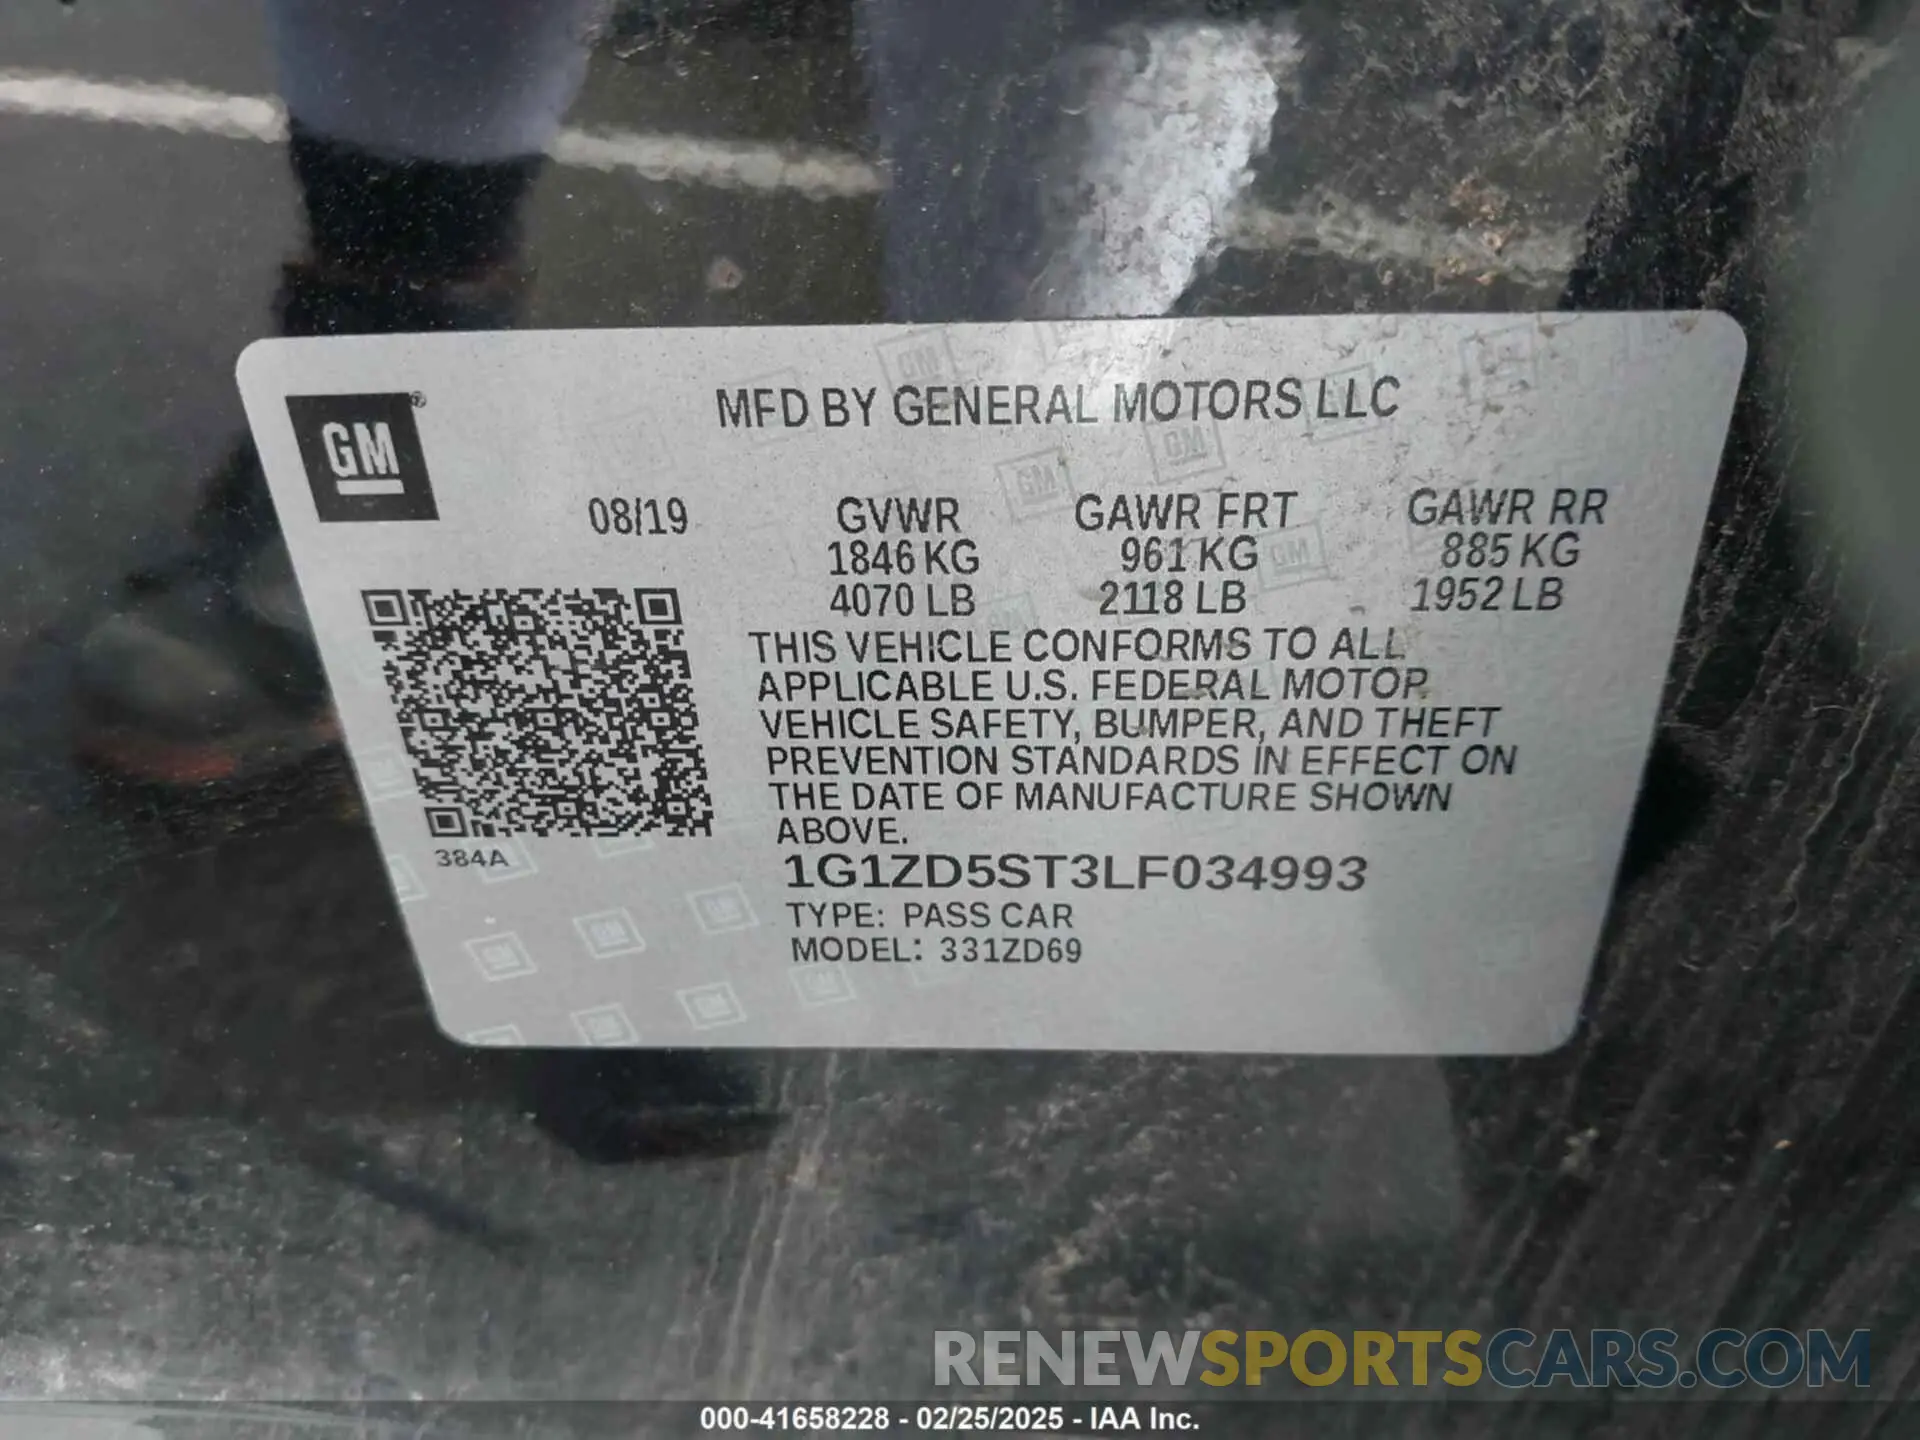 MFD BY GENERAL MOTORS LLC
GM®
08/19 GVWR GAWR FRT GAWR RR
1846 KG 961 KG 885 KG
4070 LB 2118 LB 1952 LB
THIS VEHICLE CONFORMS TO ALL
APPLICABLE U.S. FEDERAL MOTOR
VEHICLE SAFETY, BUMPER, AND THEFT
PREVENTION STANDARDS IN EFFECT ON
THE DATE OF MANUFACTURE SHOWN
ABOVE.
384A
1G1ZD5ST3LF034993
TYPE: PASS CAR
MODEL: 331ZD69
RENEWSPORTSCARS.COM
000-41658228 - 02/25/2025 - IAA Inc.